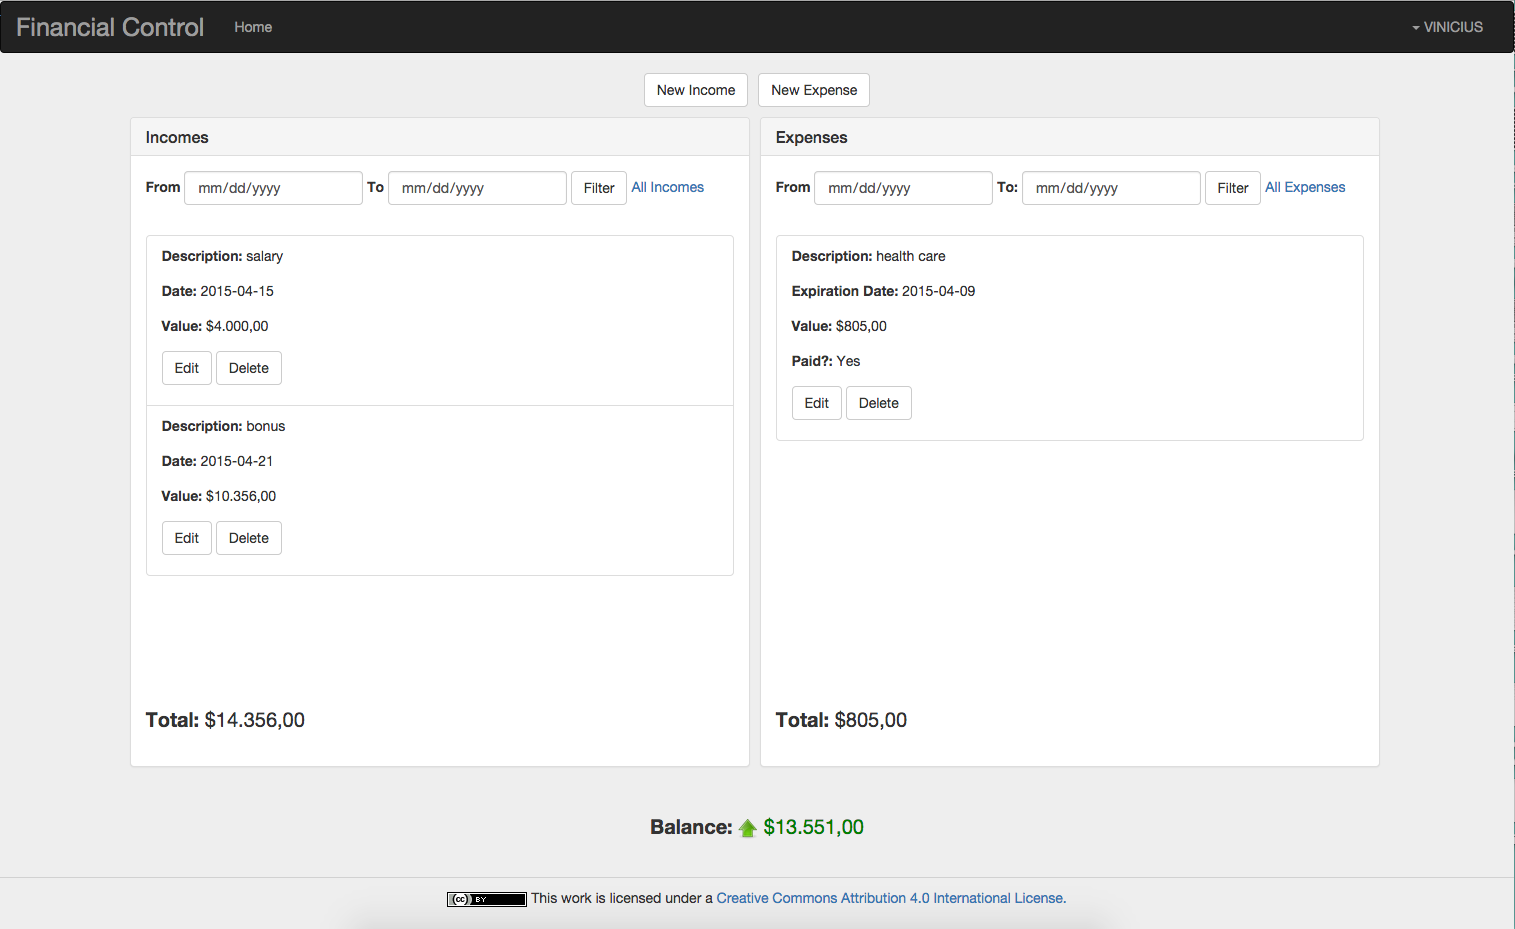 Financial Control Home VINICIUS
New Income New Expense
Incomes
From mm/dd/yyyy To mm/dd/yyyy Filter All Incomes
Description: salary
Date: 2015-04-15
Value: $4.000,00
Edit Delete
Description: bonus
Date: 2015-04-21
Value: $10.356,00
Edit Delete
Total: $14.356,00
Expenses
From mm/dd/yyyy To: mm/dd/yyyy Filter All Expenses
Description: health care
Expiration Date: 2015-04-09
Value: $805,00
Paid?: Yes
Edit Delete
Total: $805,00
Balance: $13.551,00
cc BY This work is licensed under a Creative Commons Attribution 4.0 International License.